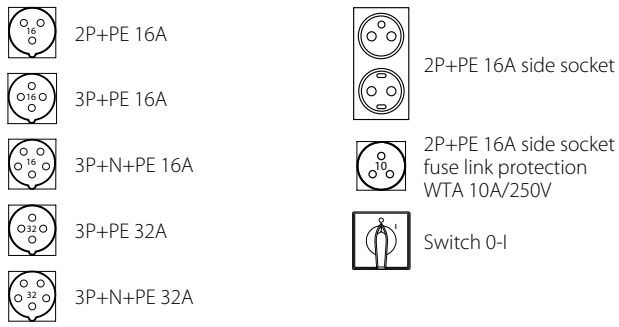 16
2P+PE 16A
16
3P+PE 16A
16
3P+N+PE 16A
32
3P+PE 32A
32
3P+N+PE 32A
2P+PE 16A side socket
10
2P+PE 16A side socket
fuse link protection
WTA 10A/250V
I
Switch 0-I